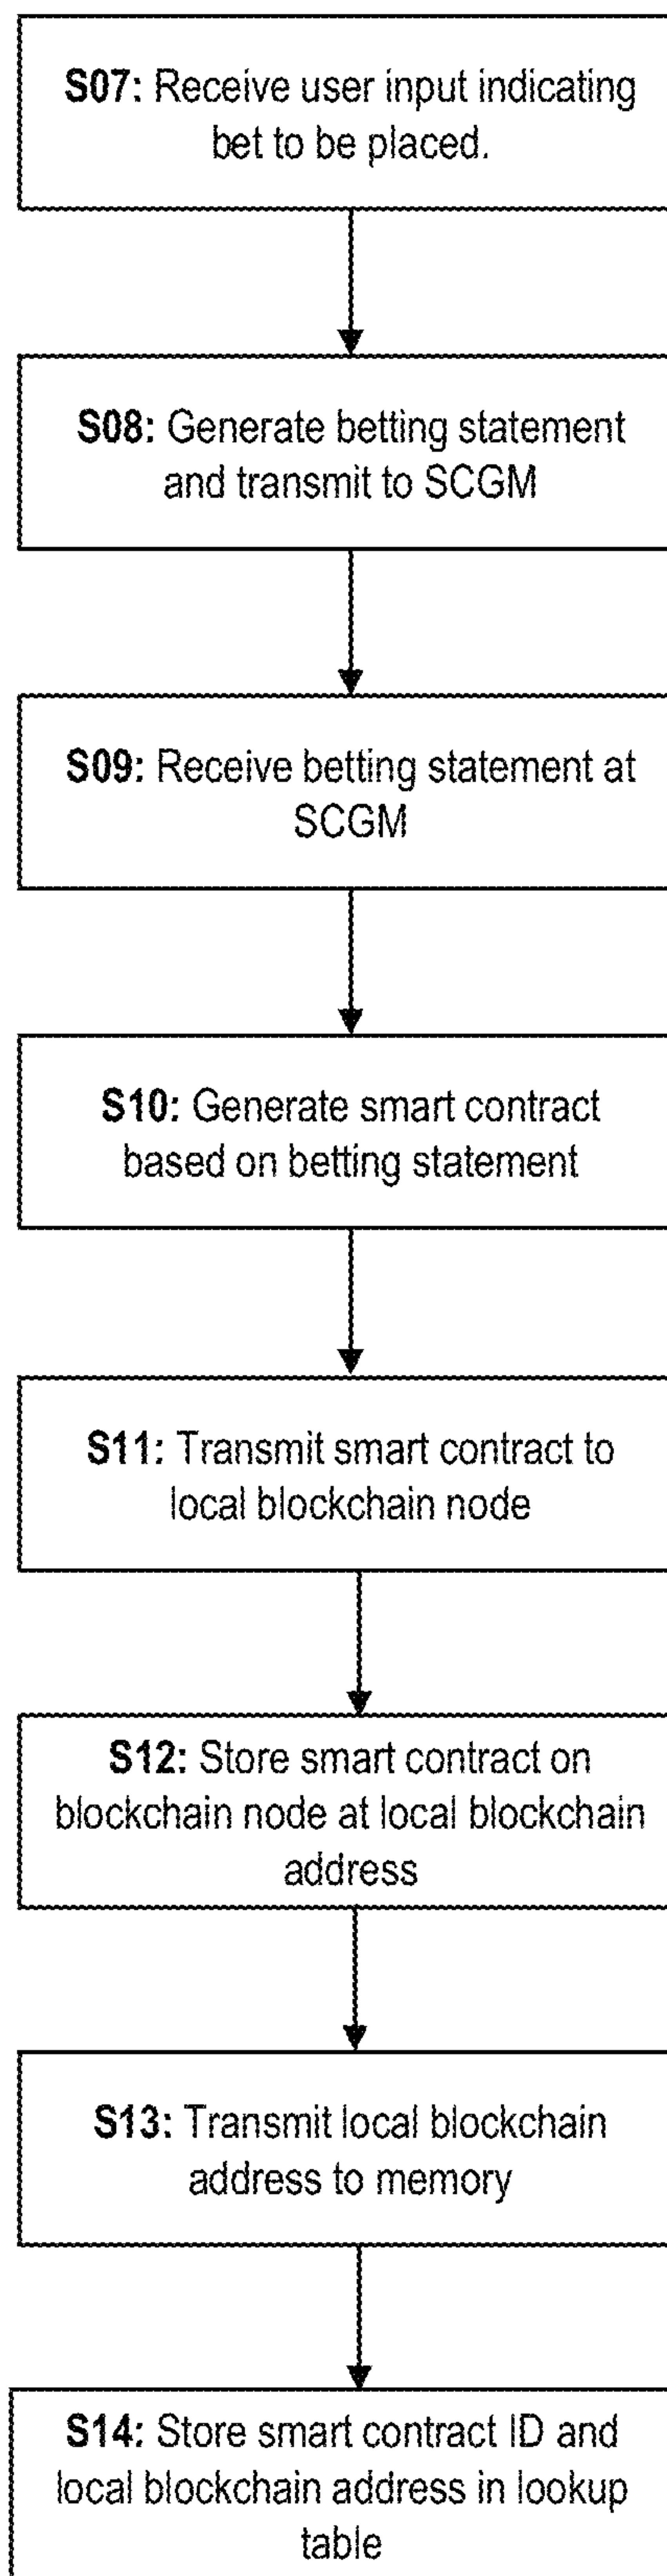 S07: Receive user input indicating
bet to be placed.
S08: Generate betting statement
and transmit to SCGM
S09: Receive betting statement at
SCGM
S10: Generate smart contract
based on betting statement
S11: Transmit smart contract to
local blockchain node
S12: Store smart contract on
blockchain node at local blockchain
address
S13: Transmit local blockchain
address to memory
S14: Store smart contract ID and
local blockchain address in lookup
table